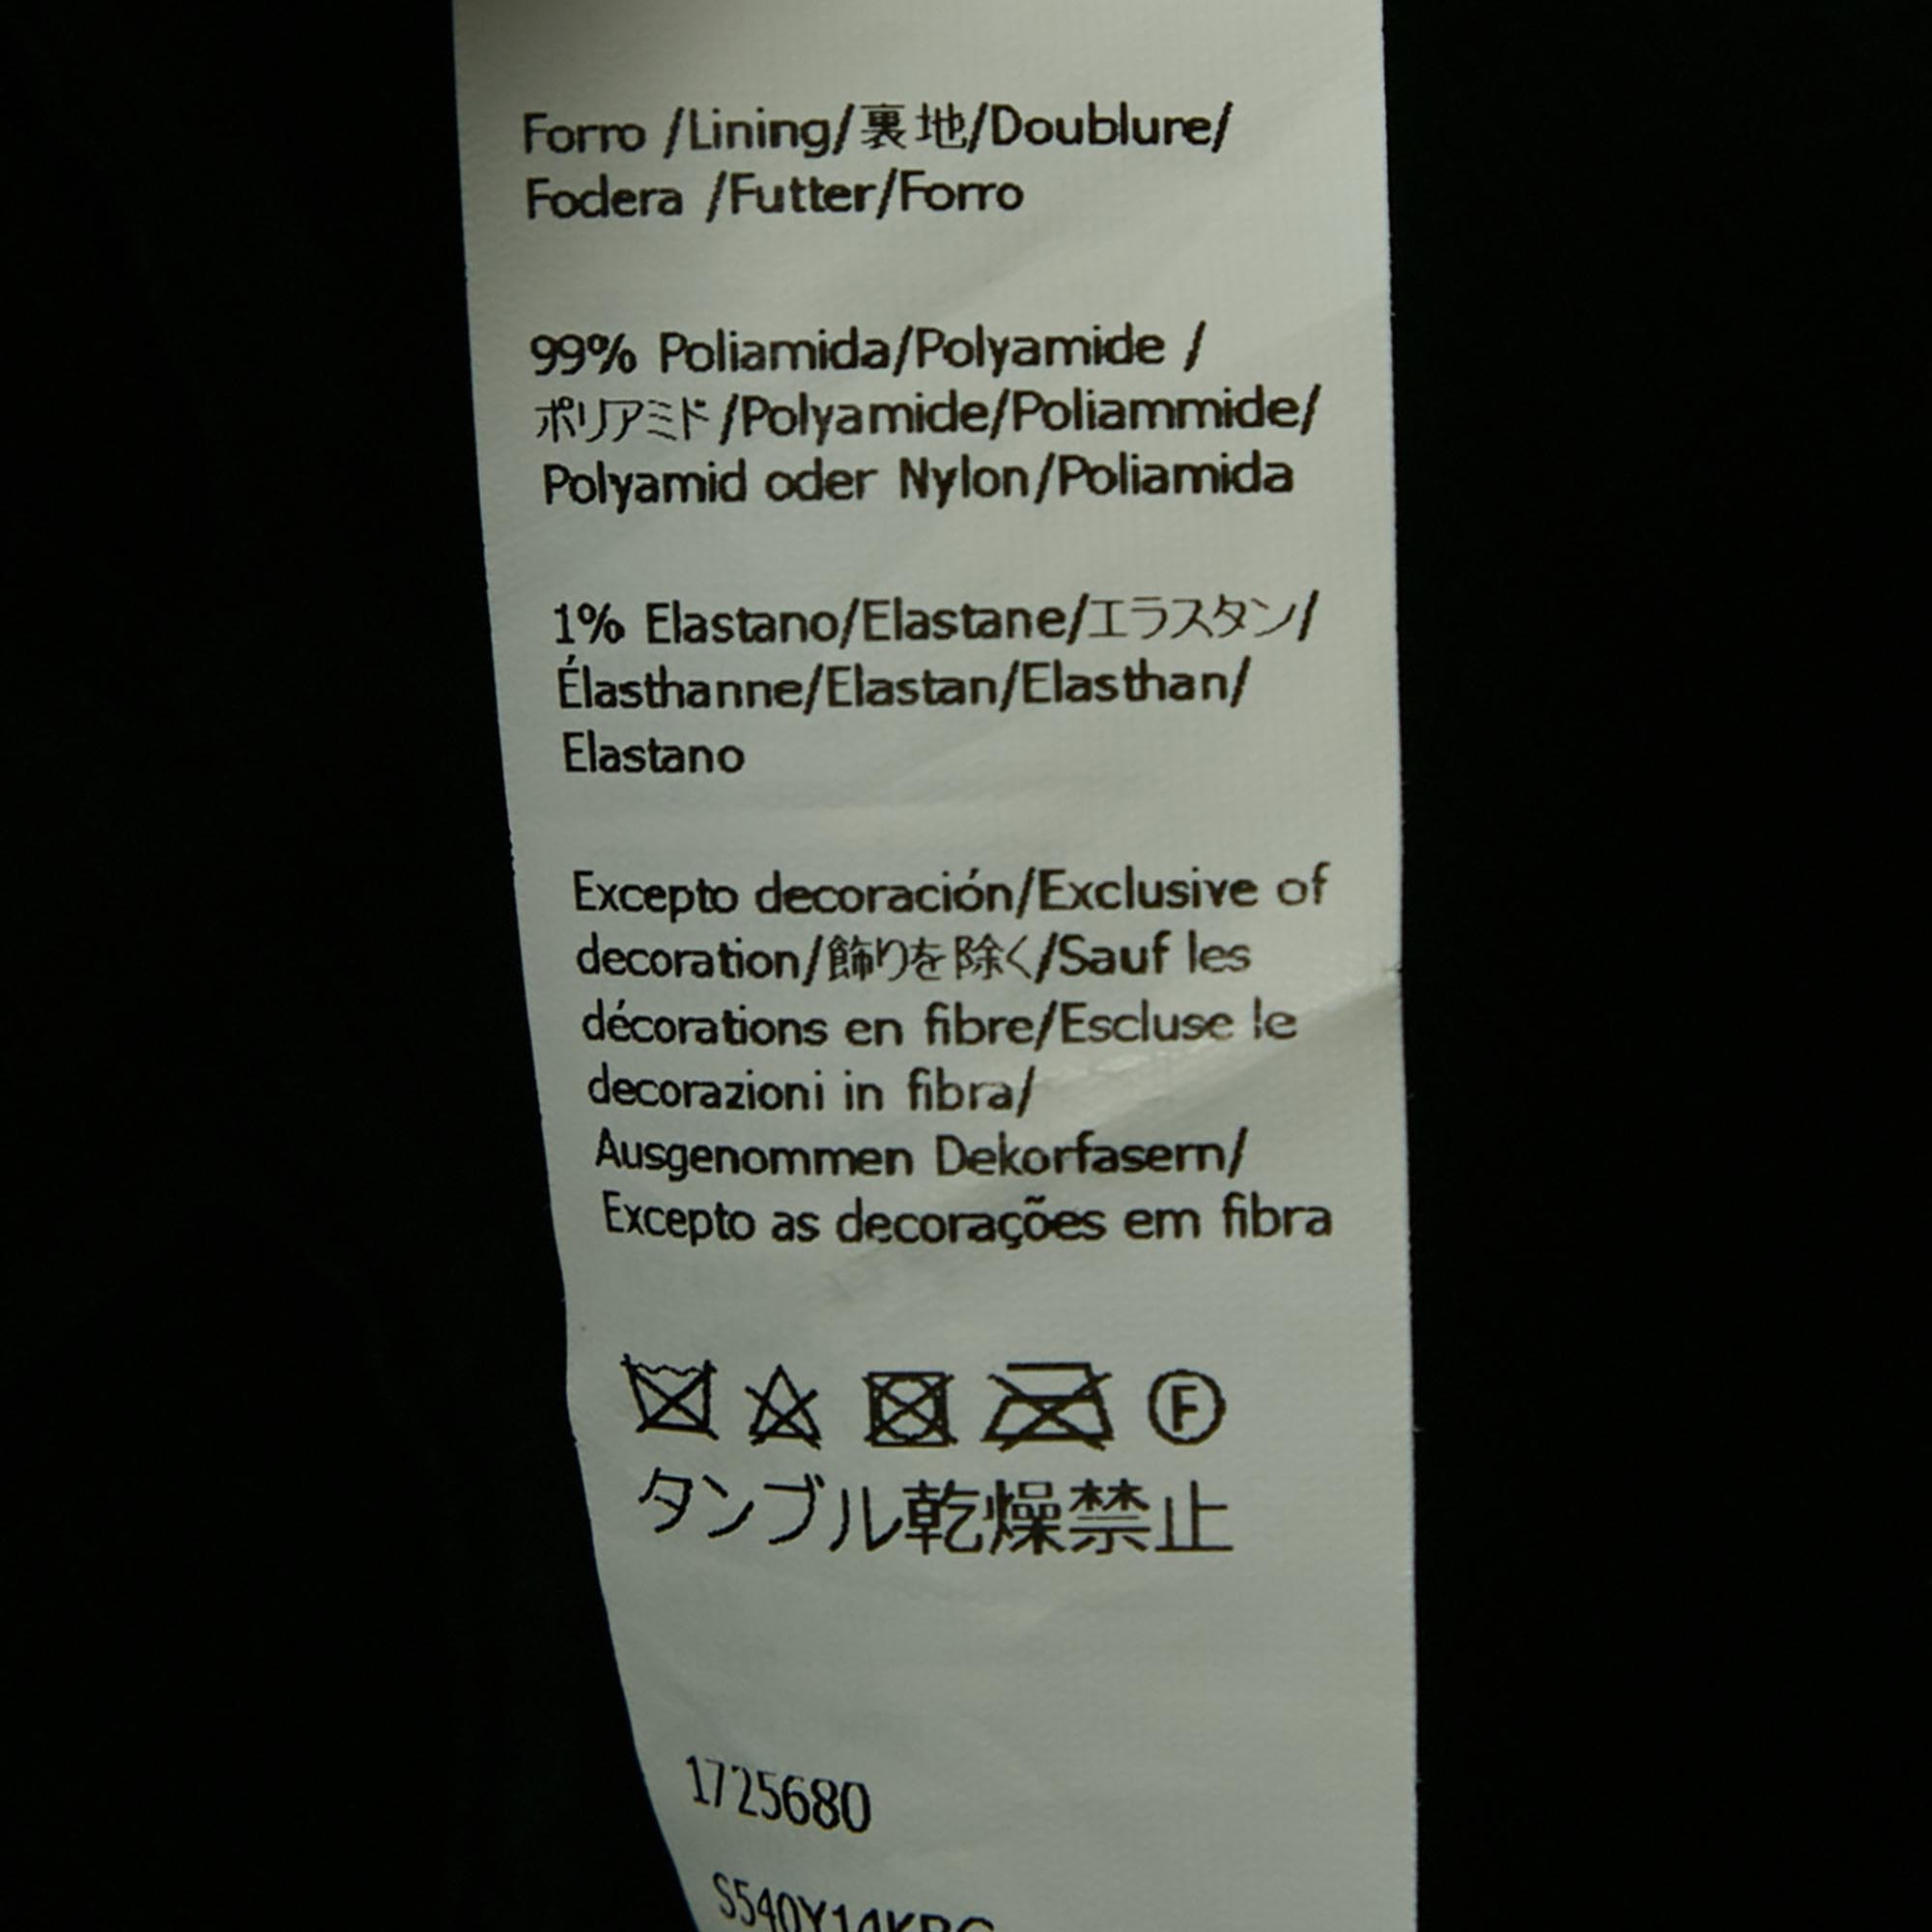 Forro /Lining/裏地/Doublure/
Fodera /Futter/Forro
99% Poliamida/Polyamide /
ポリアミド/Polyamide/Poliammide/
Polyamid oder Nylon/Poliamida
1% Elastano/Elastane/エラスタン/
Élasthanne/Elastan/Elasthan/
Elastano
Excepto decoración/Exclusive of
decoration/飾りを除く/Sauf les
décorations en fibre/Escluse le
decorazioni in fibra/
Ausgenommen Dekorfasern/
Excepto as decorações em fibra
F
タンブル乾燥禁止
1725680